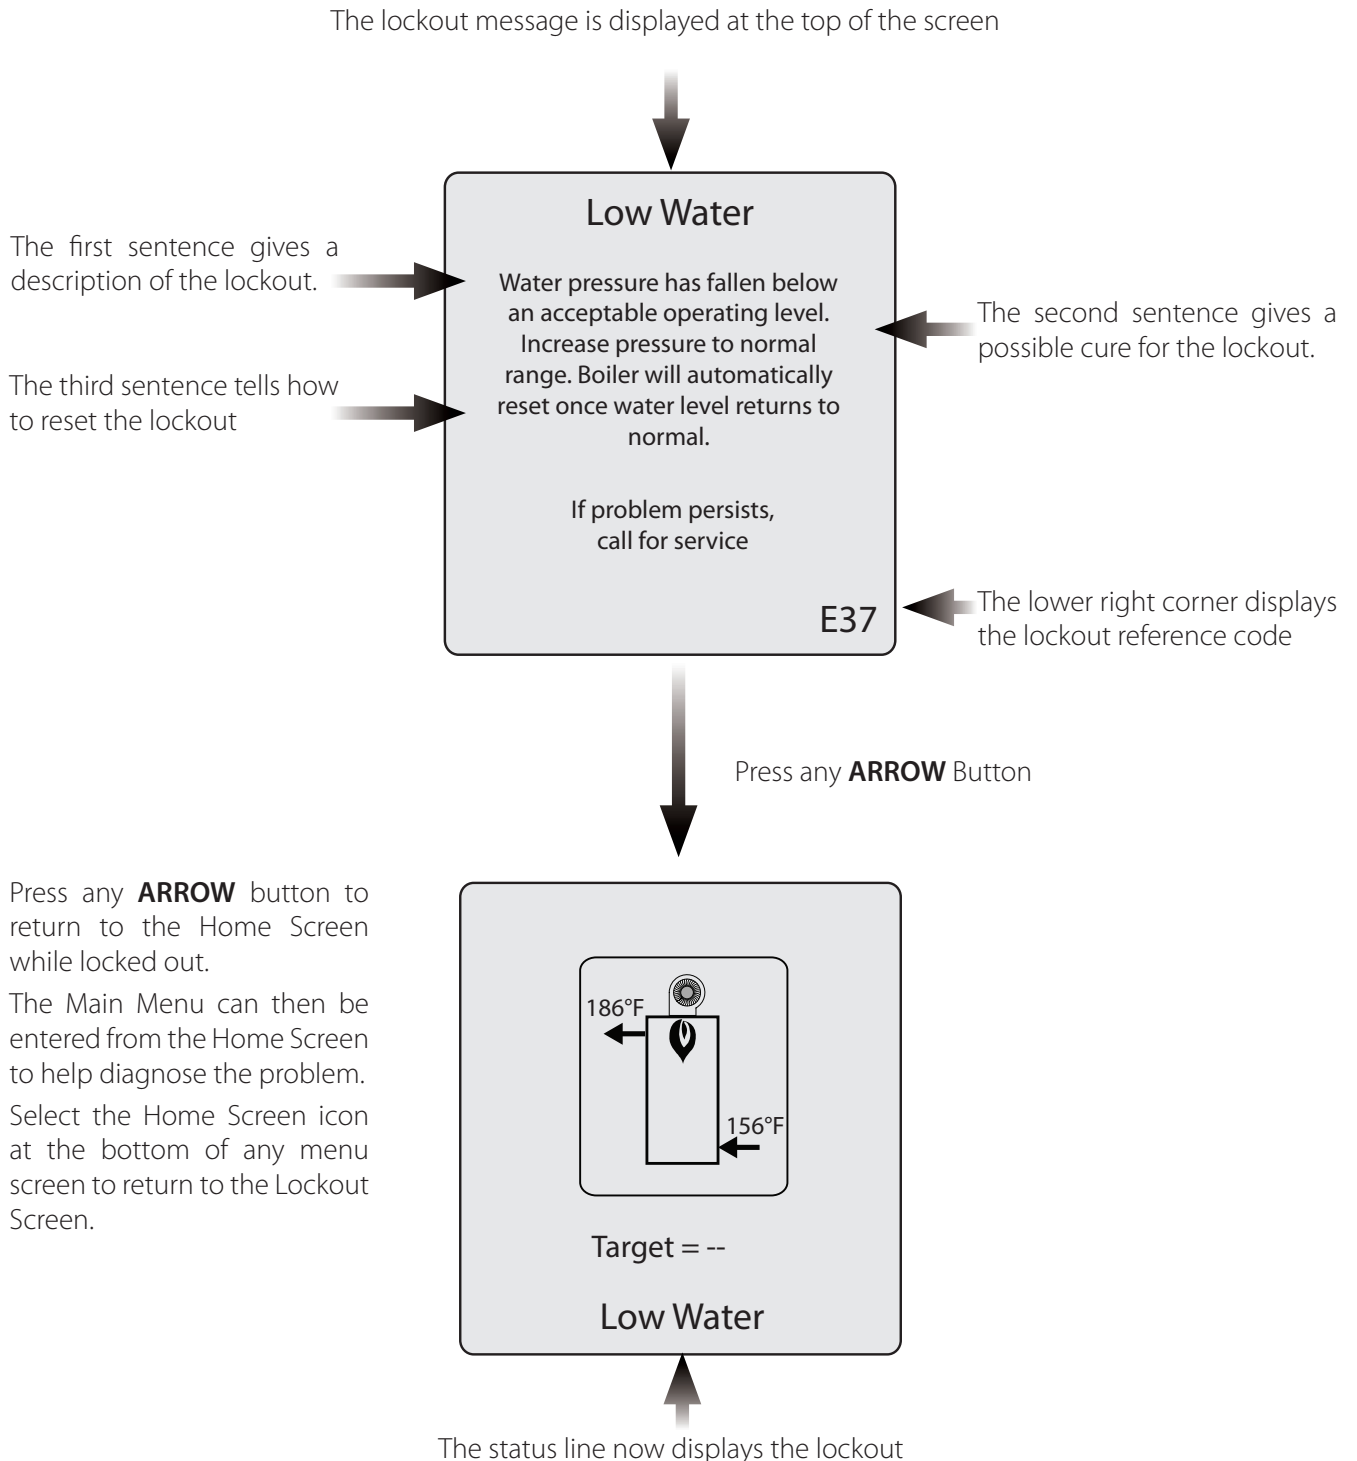 The lockout message is displayed at the top of the screen
Low Water
The first sentence gives a
description of the lockout.
Water pressure has fallen below
an acceptable operating level.
Increase pressure to normal
range. Boiler will automatically
reset once water level returns to
normal.
The second sentence gives a
possible cure for the lockout.
The third sentence tells how
to reset the lockout
If problem persists,
call for service
E37
The lower right corner displays
the lockout reference code
Press any ARROW Button
Press any ARROW button to
return to the Home Screen
while locked out.
The Main Menu can then be
entered from the Home Screen
to help diagnose the problem.
Select the Home Screen icon
at the bottom of any menu
screen to return to the Lockout
Screen.
186°F
156°F
Target = --
Low Water
The status line now displays the lockout